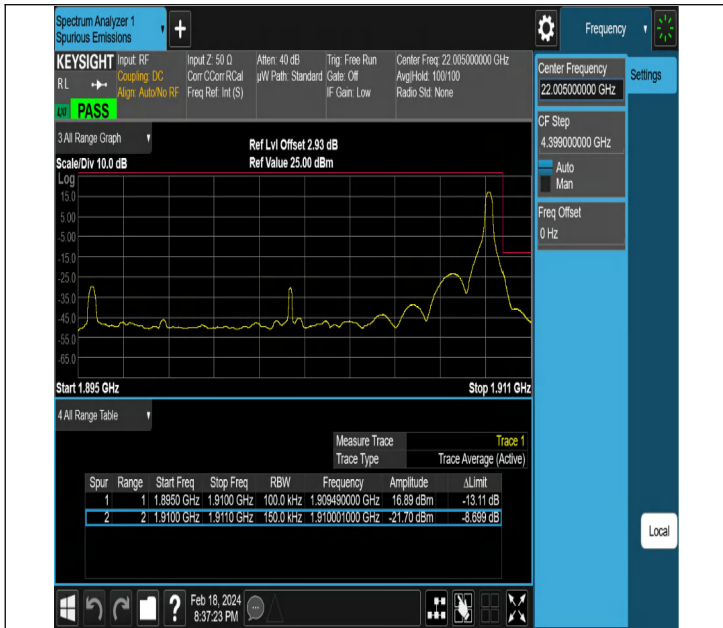 Spectrum Analyzer 1
Spurious Emissions
+
Frequency
KEYSIGHT
RL
LXI
PASS
Input: RF
Coupling: DC
Align: Auto/No RF
Input Z: 50 Ω
Corr CCorr RCal
Freq Ref: Int (S)
Atten: 40 dB
µW Path: Standard
Trig: Free Run
Gate: Off
IF Gain: Low
Center Freq: 22.005000000 GHz
Avg|Hold: 100/100
Radio Std: None
Center Frequency
22.005000000 GHz
Settings
CF Step
4.399000000 GHz
Auto
Man
Freq Offset
0 Hz
3 All Range Graph
Ref Lvl Offset 2.93 dB
Scale/Div 10.0 dB
Ref Value 25.00 dBm
Log
15.0
5.00
-5.00
-15.0
-25.0
-35.0
-45.0
-55.0
-65.0
Start 1.895 GHz
Stop 1.911 GHz
4 All Range Table
Measure Trace Trace 1
Trace Type Trace Average (Active)
Spur Range Start Freq Stop Freq RBW Frequency Amplitude ΔLimit
1 1 1.8950 GHz 1.9100 GHz 100.0 kHz 1.909490000 GHz 16.89 dBm -13.11 dB
2 2 1.9100 GHz 1.9110 GHz 150.0 kHz 1.910001000 GHz -21.70 dBm -8.699 dB
Local
?
Feb 18, 2024
8:37:23 PM